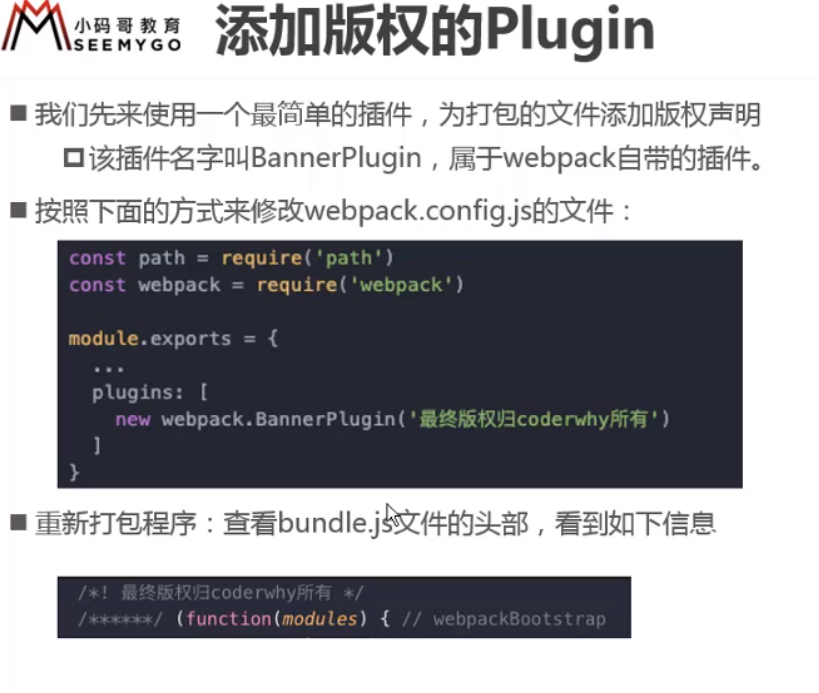 小码哥教育
SEEMYGO
添加版权的Plugin
我们先来使用一个最简单的插件，为打包的文件添加版权声明
该插件名字叫BannerPlugin，属于webpack自带的插件。
按照下面的方式来修改webpack.config.js的文件：
const path = require('path')
const webpack = require('webpack')
module.exports = {
...
plugins: [
new webpack.BannerPlugin('最终版权归coderwhy所有')
]
}
重新打包程序：查看bundle.js文件的头部，看到如下信息
/*! 最终版权归coderwhy所有 */
/******/ (function(modules) { // webpackBootstrap